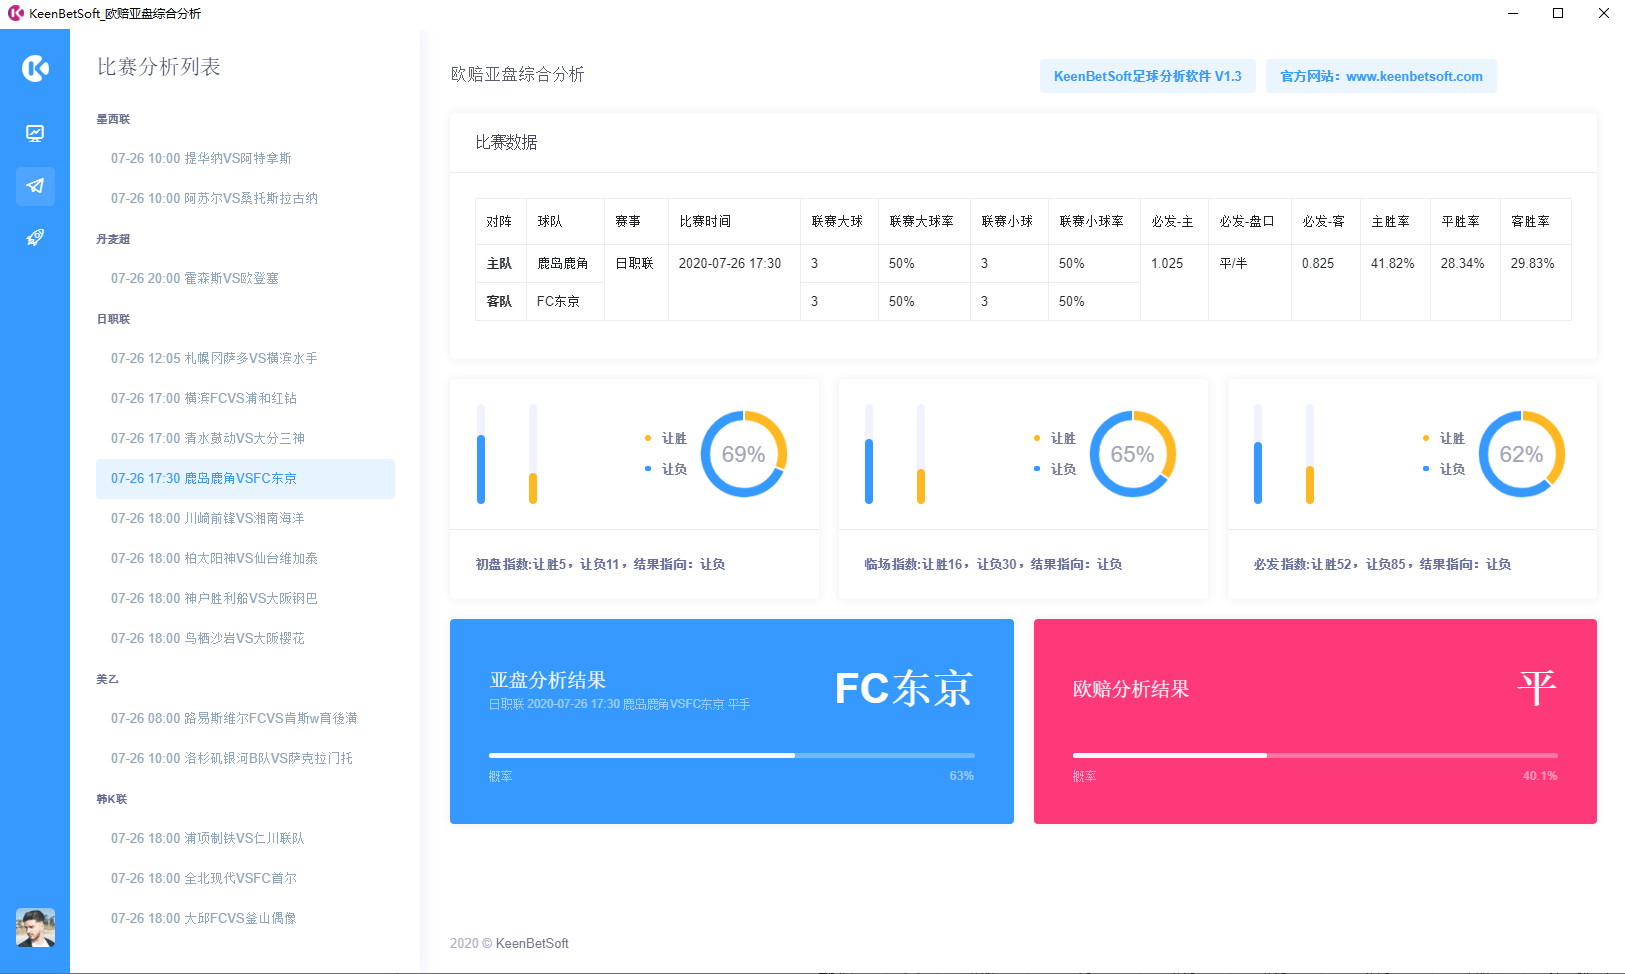 KeenBetSoft_欧赔亚盘综合分析
比赛分析列表
墨西联
07-26 10:00 提华纳VS阿特拿斯
07-26 10:00 阿苏尔VS桑托斯拉古纳
丹麦超
07-26 20:00 霍森斯VS欧登塞
日职联
07-26 12:05 札幌冈萨多VS横滨水手
07-26 17:00 横滨FCVS浦和红钻
07-26 17:00 清水鼓动VS大分三神
07-26 17:30 鹿岛鹿角VSFC东京
07-26 18:00 川崎前锋VS湘南海洋
07-26 18:00 柏太阳神VS仙台维加泰
07-26 18:00 神户胜利船VS大阪钢巴
07-26 18:00 鸟栖沙岩VS大阪樱花
美乙
07-26 08:00 路易斯维尔FCVS肯斯w育後潢
07-26 10:00 洛杉矶银河B队VS萨克拉门托
韩K联
07-26 18:00 浦项制铁VS仁川联队
07-26 18:00 全北现代VSFC首尔
07-26 18:00 大邱FCVS釜山偶像
欧赔亚盘综合分析
KeenBetSoft足球分析软件 V1.3
官方网站：www.keenbetsoft.com
比赛数据
对阵 球队 赛事 比赛时间 联赛大球 联赛大球率 联赛小球 联赛小球率 必发-主 必发-盘口 必发-客 主胜率 平胜率 客胜率
主队 鹿岛鹿角 日职联 2020-07-26 17:30 3 50% 3 50% 1.025 平/半 0.825 41.82% 28.34% 29.83%
客队 FC东京 3 50% 3 50%
让胜
让负
69%
初盘指数:让胜5，让负11，结果指向：让负
让胜
让负
65%
临场指数:让胜16，让负30，结果指向：让负
让胜
让负
62%
必发指数:让胜52，让负85，结果指向：让负
亚盘分析结果
日职联 2020-07-26 17:30 鹿岛鹿角VSFC东京 平手
FC东京
概率 63%
欧赔分析结果
平
概率 40.1%
2020 © KeenBetSoft